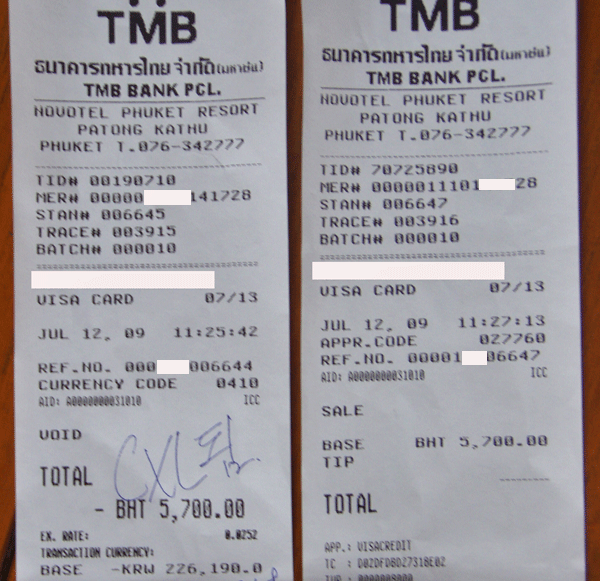 TMB
ธนาคารทหารไทย จำกัด (มหาชน)
TMB BANK PCL.
NOVOTEL PHUKET RESORT
PATONG KATHU
PHUKET T.076-342777
TID# 00190710
MER# 00000 141728
STAN# 006645
TRACE# 003915
BATCH# 000010
VISA CARD 07/13
JUL 12, 09 11:25:42
REF.NO. 000 006644
CURRENCY CODE 0410
AID: A0000000031010 ICC
VOID
CXL
TOTAL
- BHT 5,700.00
EX. RATE: 0.0252
TRANSACTION CURRENCY:
BASE -KRW 226,190.0
TMB
ธนาคารทหารไทย จำกัด (มหาชน)
TMB BANK PCL.
NOVOTEL PHUKET RESORT
PATONG KATHU
PHUKET T.076-342777
TID# 70725890
MER# 0000011101 28
STAN# 006647
TRACE# 003916
BATCH# 000010
VISA CARD 07/13
JUL 12, 09 11:27:13
APPR.CODE 027760
REF.NO. 00001 06647
AID: A0000000031010 ICC
SALE
BASE BHT 5,700.00
TIP
TOTAL
APP.: VISACREDIT
TC : D02DFD8D27318E02